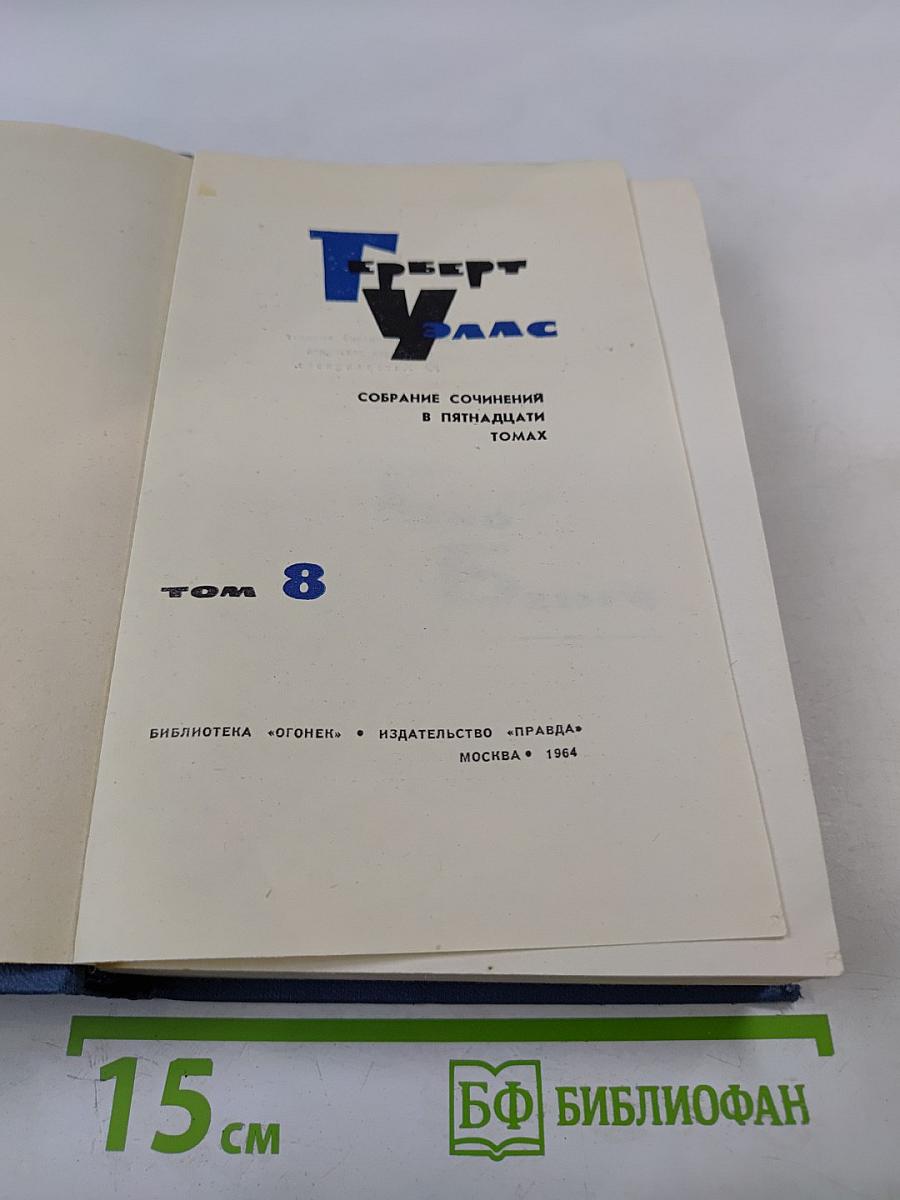 Герберт
Уэллс
СОБРАНИЕ СОЧИНЕНИЙ
В ПЯТНАДЦАТИ
ТОМАХ
ТОМ 8
БИБЛИОТЕКА «ОГОНЕК» • ИЗДАТЕЛЬСТВО «ПРАВДА»
МОСКВА • 1964
15 см
БФ БИБЛИОФАН